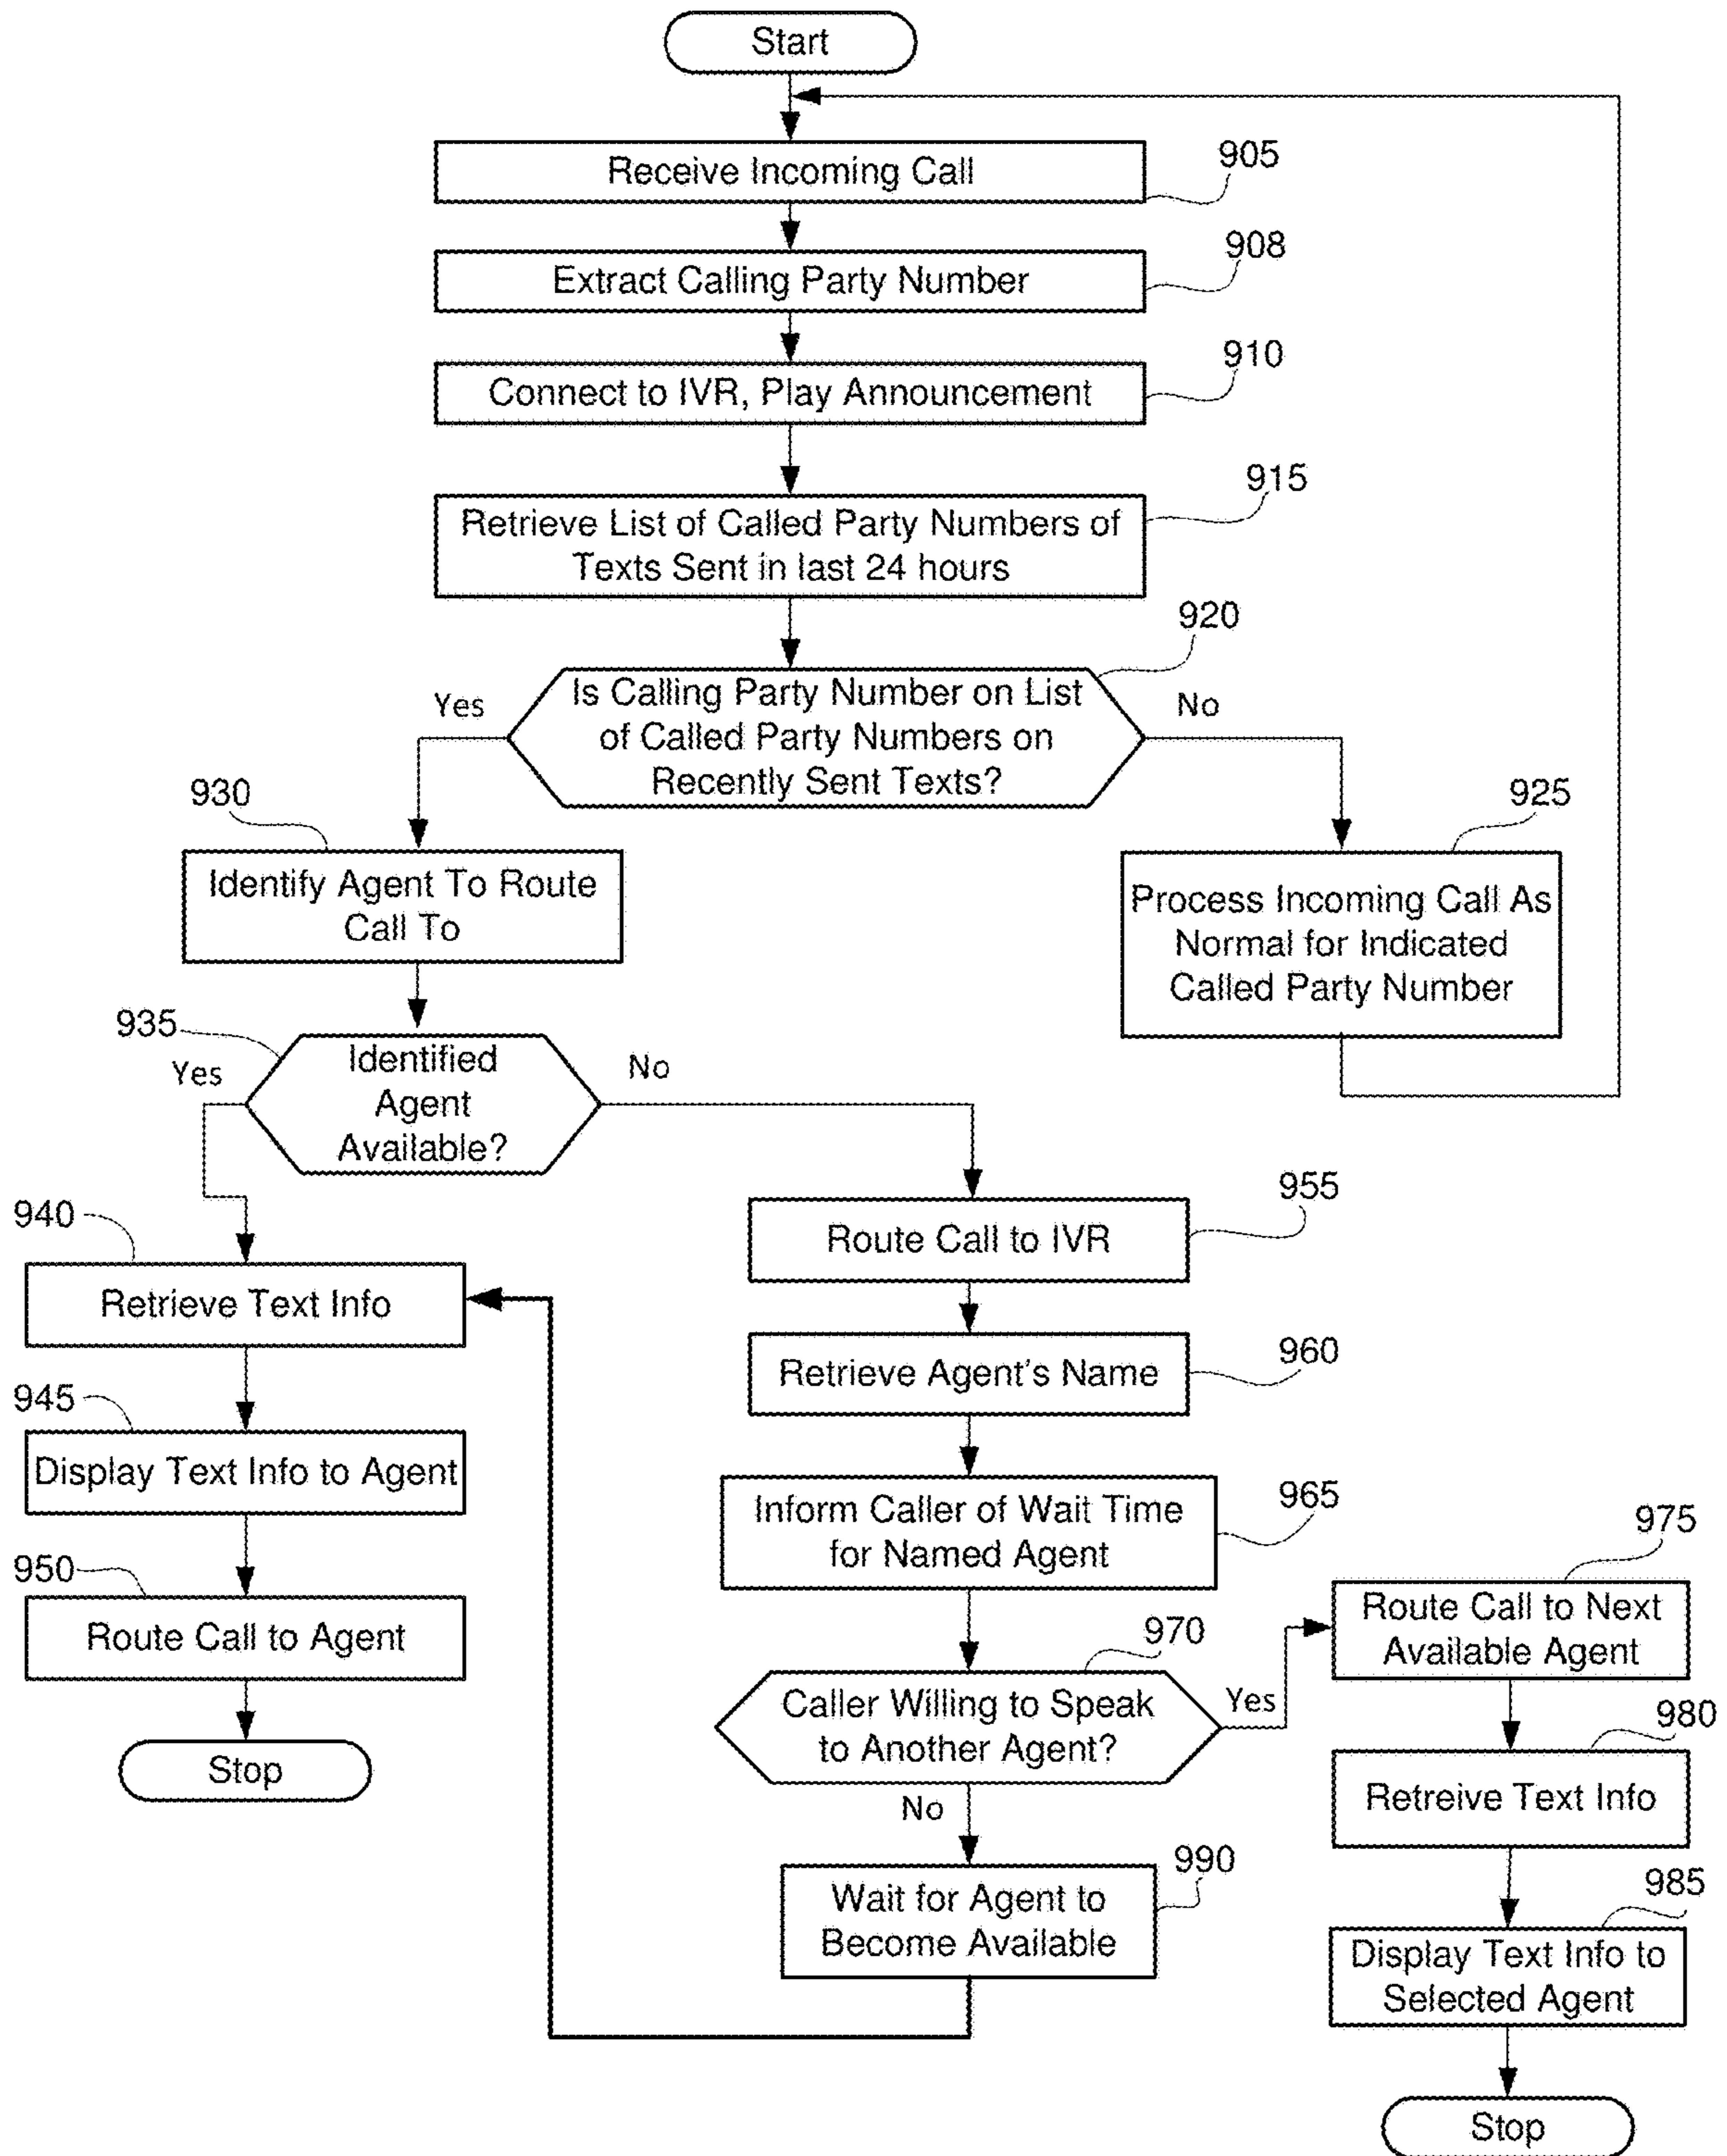 Start
Receive Incoming Call
905
Extract Calling Party Number
908
Connect to IVR, Play Announcement
910
Retrieve List of Called Party Numbers of
Texts Sent in last 24 hours
915
Is Calling Party Number on List
of Called Party Numbers on
Recently Sent Texts?
920
Yes
No
930
Identify Agent To Route
Call To
925
Process Incoming Call As
Normal for Indicated
Called Party Number
935
Identified
Agent
Available?
Yes
No
940
Retrieve Text Info
945
Display Text Info to Agent
950
Route Call to Agent
Stop
955
Route Call to IVR
960
Retrieve Agent's Name
965
Inform Caller of Wait Time
for Named Agent
970
Caller Willing to Speak
to Another Agent?
Yes
No
990
Wait for Agent to
Become Available
975
Route Call to Next
Available Agent
980
Retreive Text Info
985
Display Text Info to
Selected Agent
Stop